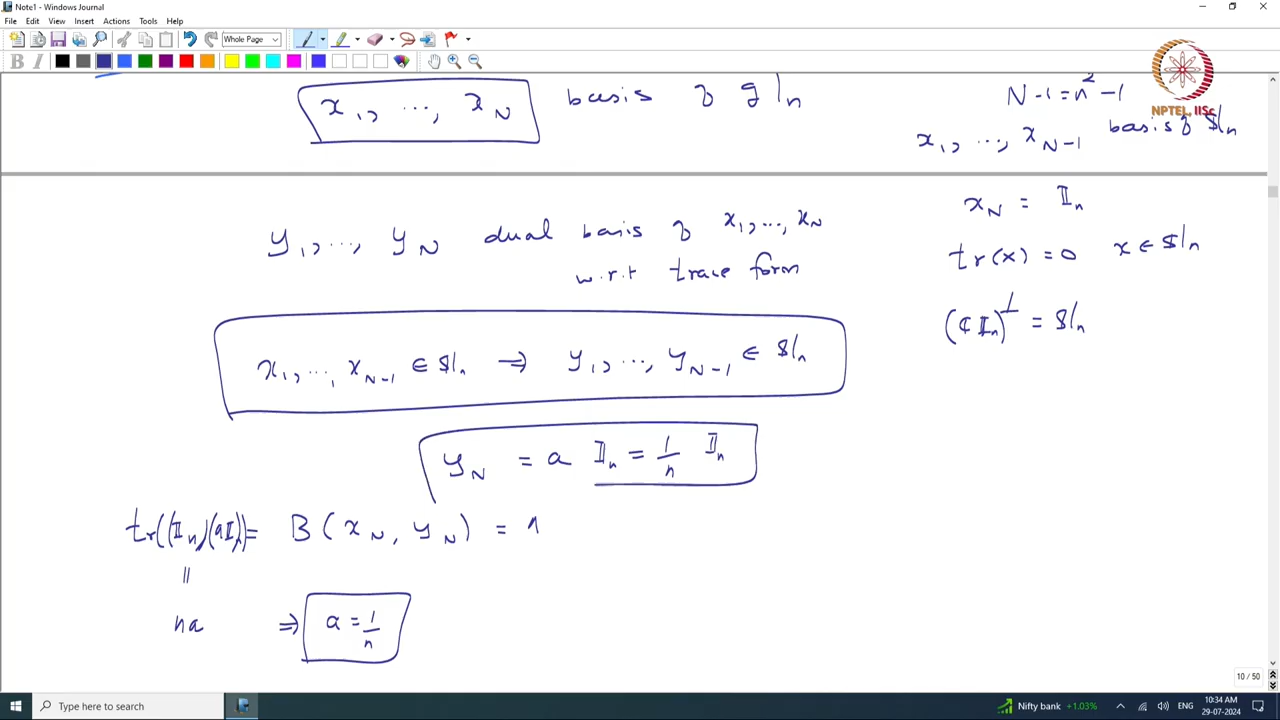 Note1 - Windows Journal
File Edit View Insert Actions Tools Help
Whole Page
B I
NPTEL, IISc
x₁, ..., x_N basis of gl_n
N-1 = n² - 1
x₁, ..., x_{N-1} basis of sl_n
x_N = 𝕀_n
tr(x) = 0 x ∈ sl_n
(ℂ𝕀_n)^⊥ = sl_n
y₁, ..., y_N dual basis of x₁, ..., x_N
w.r.t trace form
x₁, ..., x_{N-1} ∈ sl_n ⇒ y₁, ..., y_{N-1} ∈ sl_n
y_N = a 𝕀_n = 1/n 𝕀_n
tr((𝕀_n)(a𝕀_n)) = B(x_N, y_N) = 1
||
na ⇒ a = 1/n
10 / 50
Type here to search
Nifty bank +1.03%
ENG
10:34 AM
29-07-2024